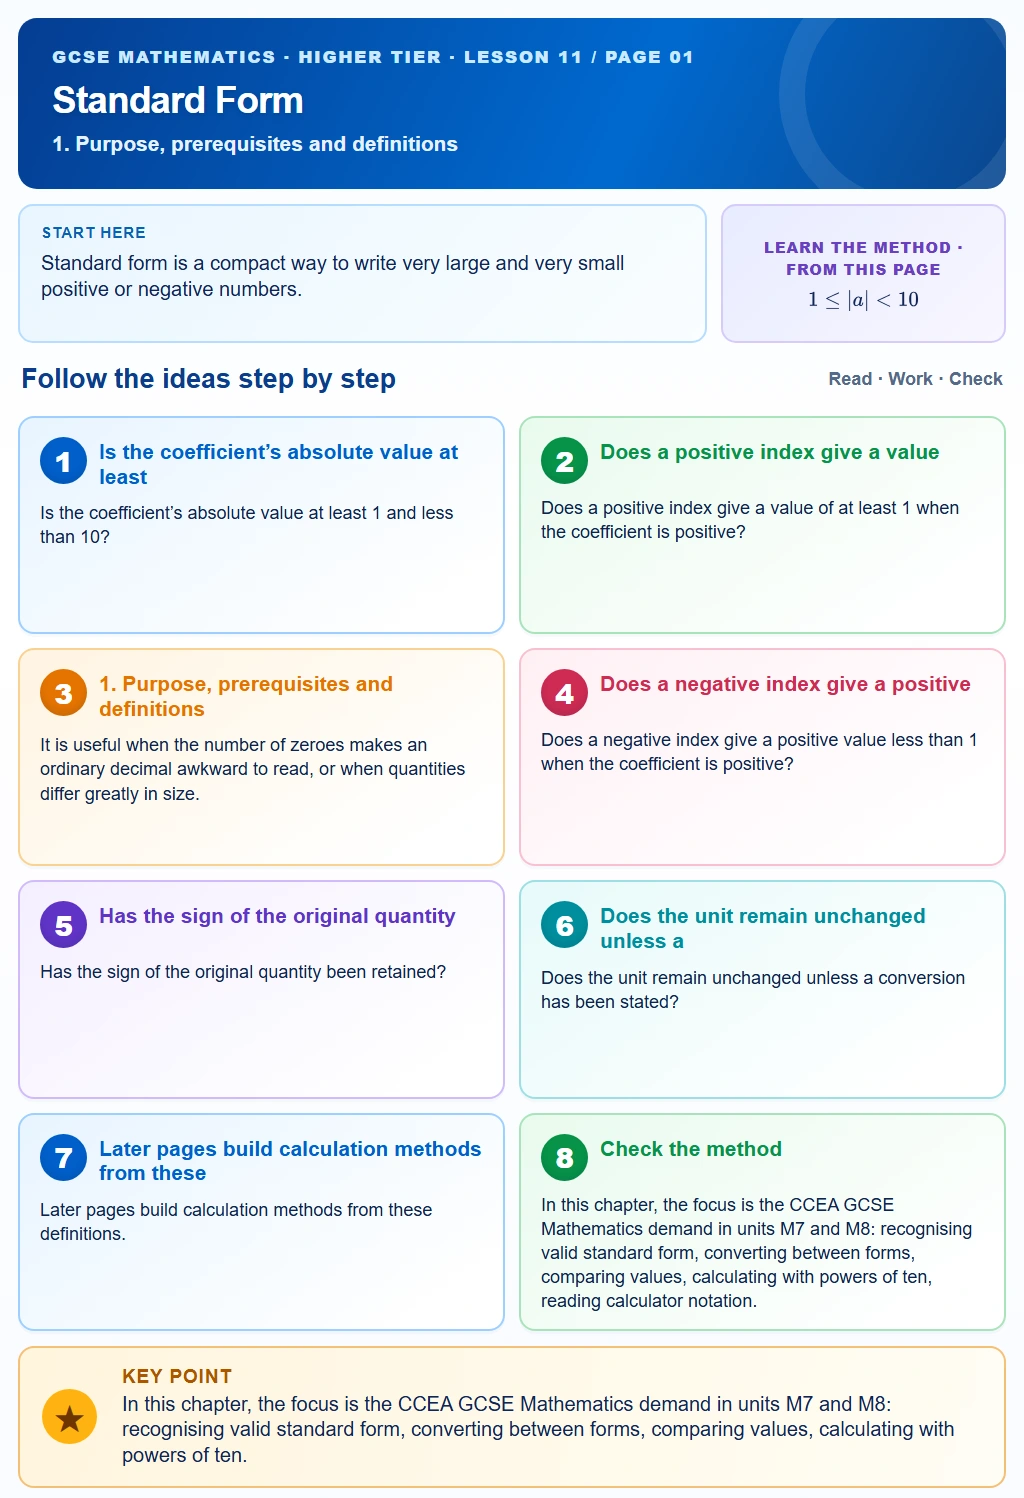 GCSE MATHEMATICS · HIGHER TIER · LESSON 11 / PAGE 01
Standard Form
1. Purpose, prerequisites and definitions
START HERE
Standard form is a compact way to write very large and very small
positive or negative numbers.
LEARN THE METHOD ·
FROM THIS PAGE
1 ≤ |a| < 10
Follow the ideas step by step
Read · Work · Check
1
Is the coefficient’s absolute value at
least
Is the coefficient’s absolute value at least 1 and less
than 10?
2
Does a positive index give a value
Does a positive index give a value of at least 1 when
the coefficient is positive?
3
1. Purpose, prerequisites and
definitions
It is useful when the number of zeroes makes an
ordinary decimal awkward to read, or when quantities
differ greatly in size.
4
Does a negative index give a positive
Does a negative index give a positive value less than 1
when the coefficient is positive?
5
Has the sign of the original quantity
Has the sign of the original quantity been retained?
6
Does the unit remain unchanged
unless a
Does the unit remain unchanged unless a conversion
has been stated?
7
Later pages build calculation methods
from these
Later pages build calculation methods from these
definitions.
8
Check the method
In this chapter, the focus is the CCEA GCSE
Mathematics demand in units M7 and M8: recognising
valid standard form, converting between forms,
comparing values, calculating with powers of ten,
reading calculator notation.
KEY POINT
In this chapter, the focus is the CCEA GCSE Mathematics demand in units M7 and M8:
recognising valid standard form, converting between forms, comparing values, calculating with
powers of ten.